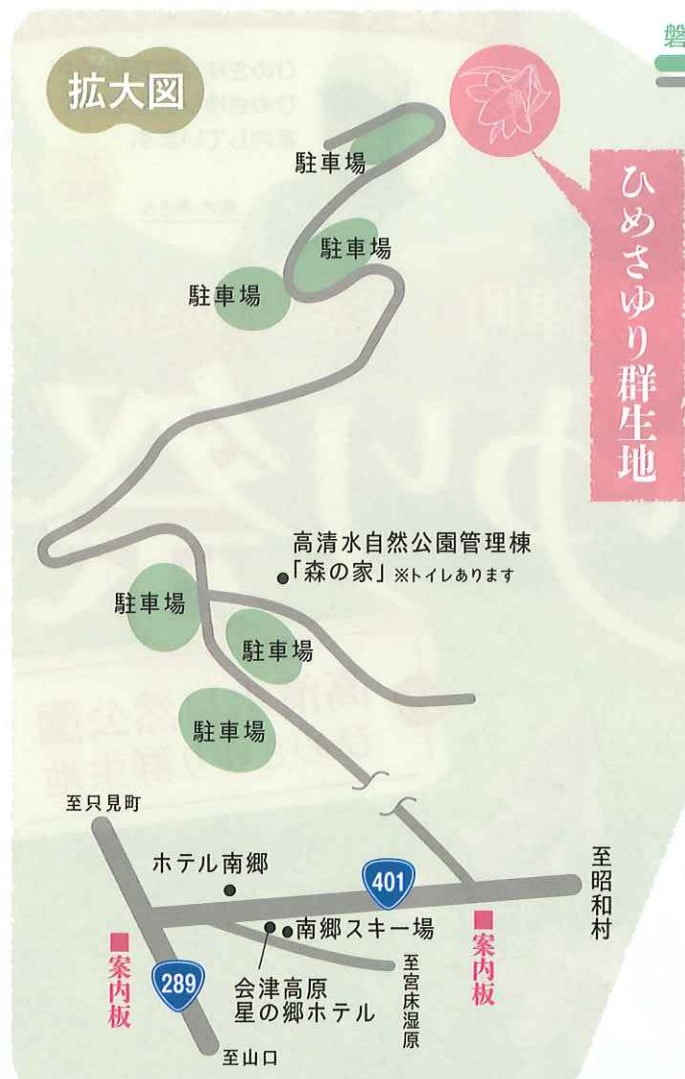 拡大図
磐
ひめさゆり群生地
駐車場
駐車場
駐車場
高清水自然公園管理棟
「森の家」※トイレあります
駐車場
駐車場
駐車場
至只見町
ホテル南郷
401
至昭和村
南郷スキー場
■案内板
■案内板
289
会津高原
星の郷ホテル
至宮床湿原
至山口